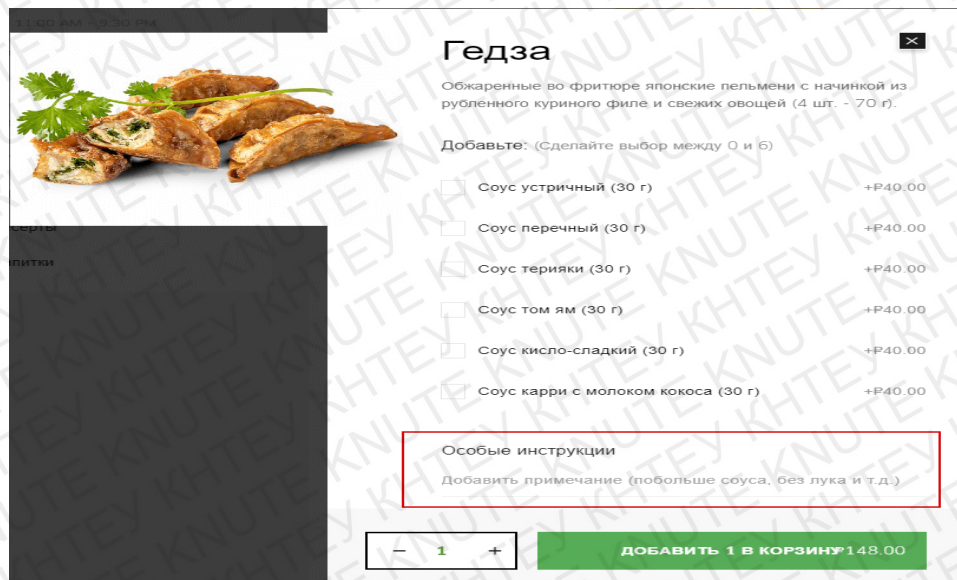 11:00 AM - 9:30 PM
Гедза
Обжаренные во фритюре японские пельмени с начинкой из
рубленного куриного филе и свежих овощей (4 шт. - 70 г).
Добавьте: (Сделайте выбор между 0 и 6)
Соус устричный (30 г) +₽40.00
Соус перечный (30 г) +₽40.00
серты
Соус терияки (30 г) +₽40.00
питки
Соус том ям (30 г) +₽40.00
Соус кисло-сладкий (30 г) +₽40.00
Соус карри с молоком кокоса (30 г) +₽40.00
Особые инструкции
Добавить примечание (побольше соуса, без лука и т.д.)
− 1 + ДОБАВИТЬ 1 В КОРЗИНУ ₽148.00
KNUTE КНТЕУ